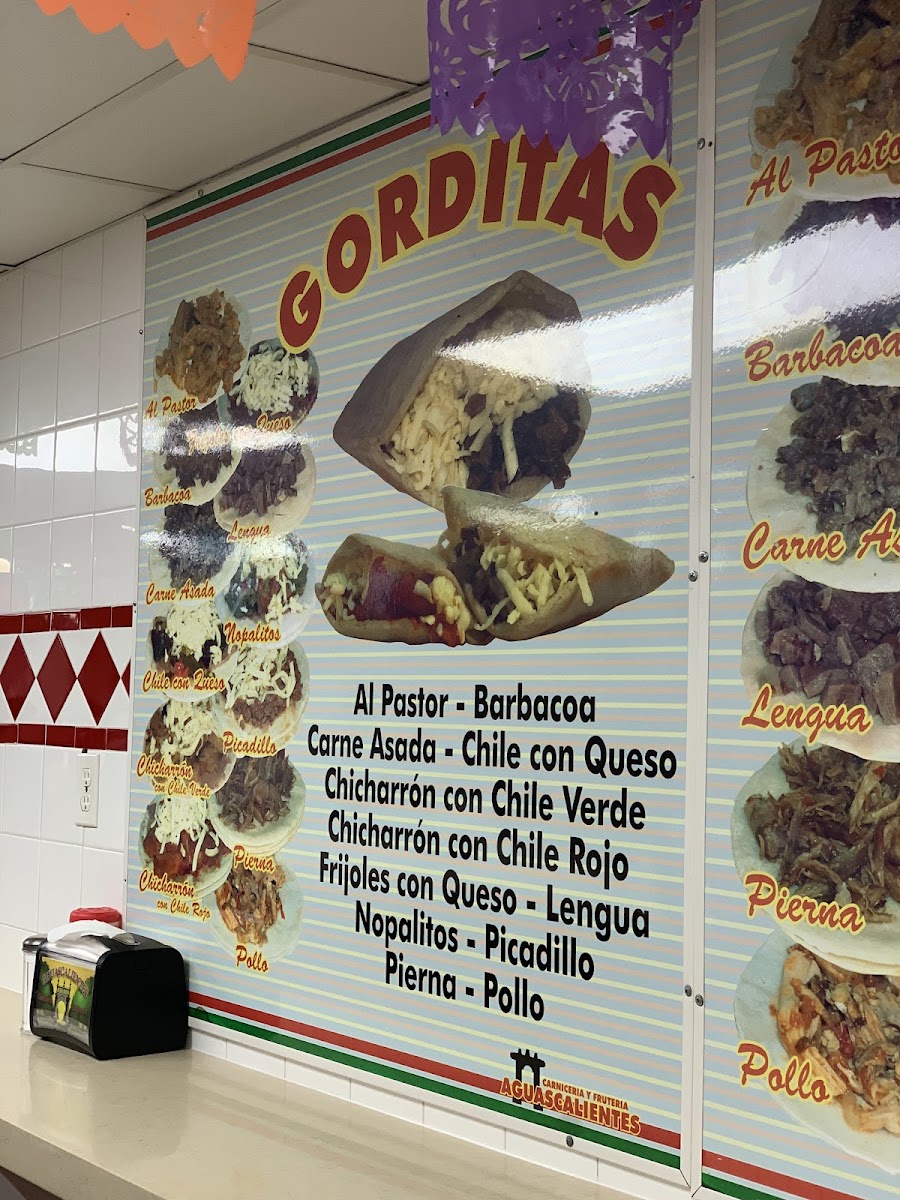 GORDITAS
Al Pastor
Queso
Barbacoa
Lengua
Carne Asada
Nopalitos
Chile con Queso
Picadillo
Chicharrón
con Chile Verde
Pierna
Chicharrón
con Chile Rojo
Pollo
Al Pastor - Barbacoa
Carne Asada - Chile con Queso
Chicharrón con Chile Verde
Chicharrón con Chile Rojo
Frijoles con Queso - Lengua
Nopalitos - Picadillo
Pierna - Pollo
CARNICERIA Y FRUTERIA
AGUASCALIENTES
Al Pastor
Barbacoa
Carne As
Lengua
Pierna
Pollo
AGUASCALIENTES